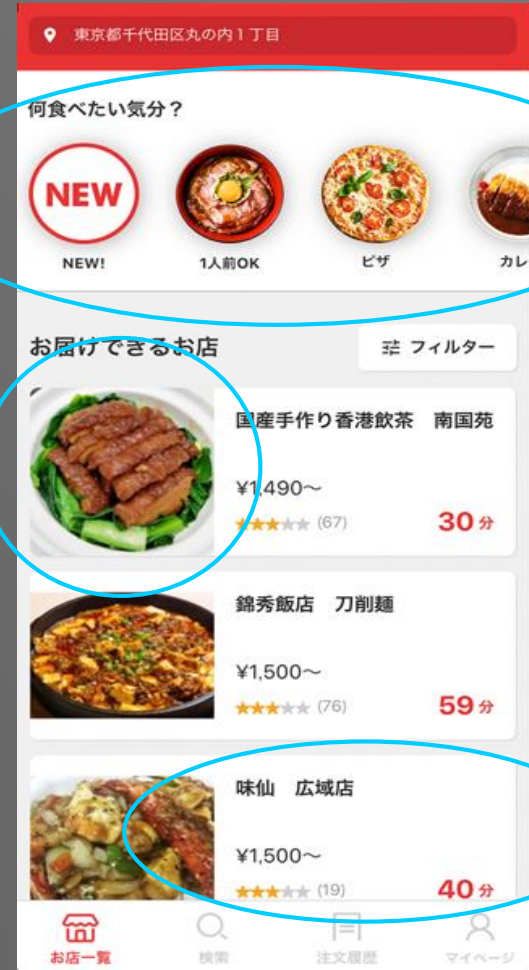 東京都千代田区丸の内1丁目
何食べたい気分？
NEW
NEW!
1人前OK
ピザ
カレ
お届けできるお店
フィルター
国産手作り香港飲茶　南国苑
¥1,490〜
★★★★★ (67)
30分
錦秀飯店　刀削麺
¥1,500〜
★★★★★ (76)
59分
味仙　広域店
¥1,500〜
★★★★★ (19)
40分
お店一覧
検索
注文履歴
マイページ